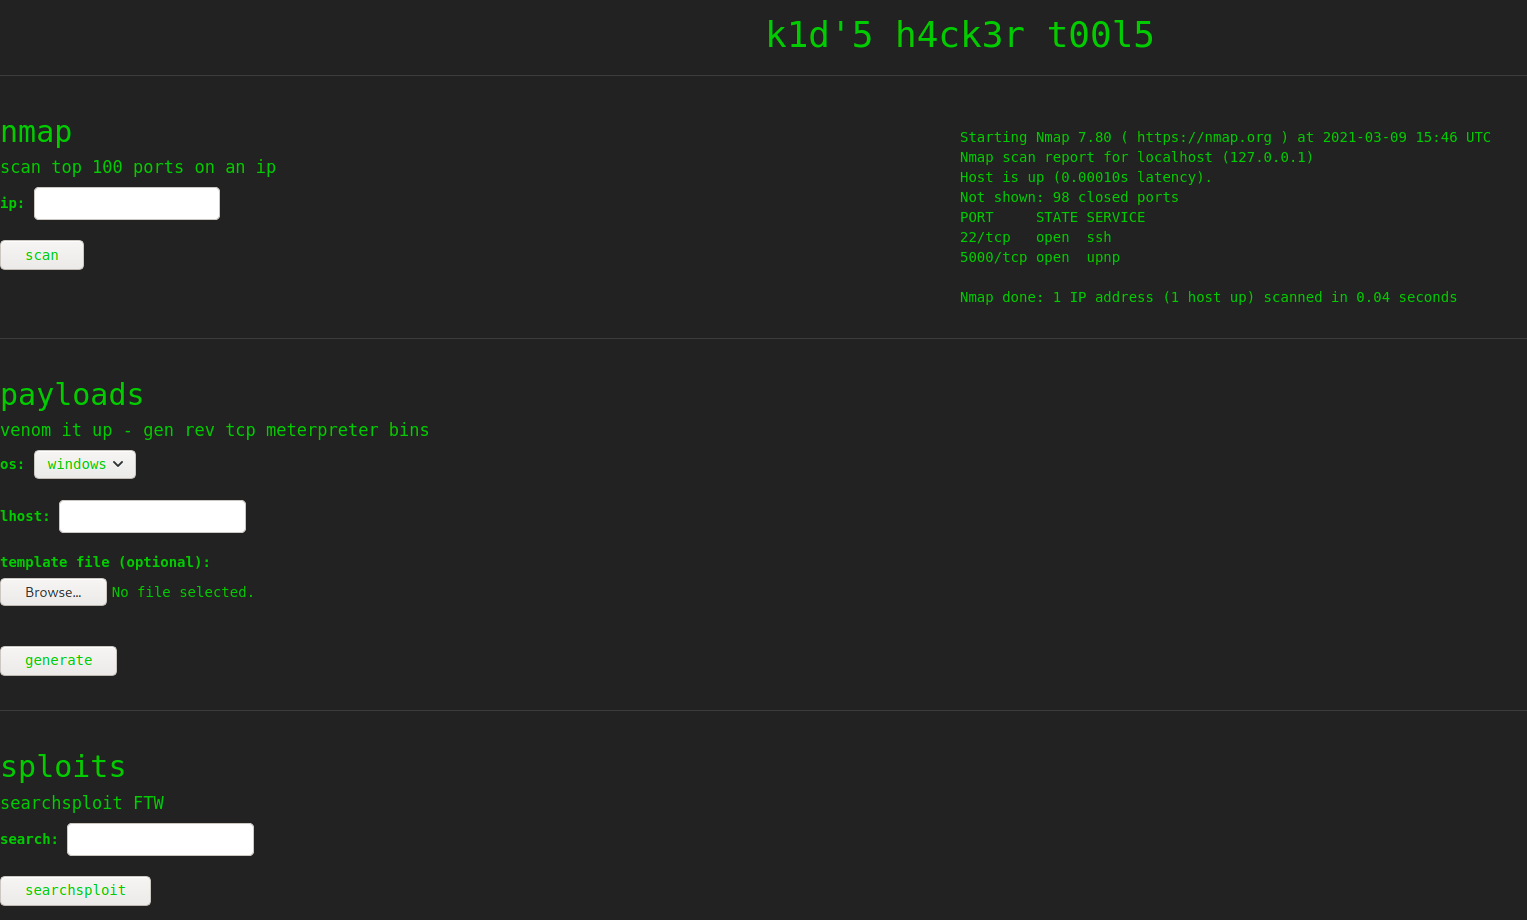 k1d'5 h4ck3r t00l5
nmap
scan top 100 ports on an ip
ip:
scan
Starting Nmap 7.80 ( https://nmap.org ) at 2021-03-09 15:46 UTC
Nmap scan report for localhost (127.0.0.1)
Host is up (0.00010s latency).
Not shown: 98 closed ports
PORT     STATE SERVICE
22/tcp   open  ssh
5000/tcp open  upnp
Nmap done: 1 IP address (1 host up) scanned in 0.04 seconds
payloads
venom it up - gen rev tcp meterpreter bins
os: windows
lhost:
template file (optional):
Browse... No file selected.
generate
sploits
searchsploit FTW
search:
searchsploit